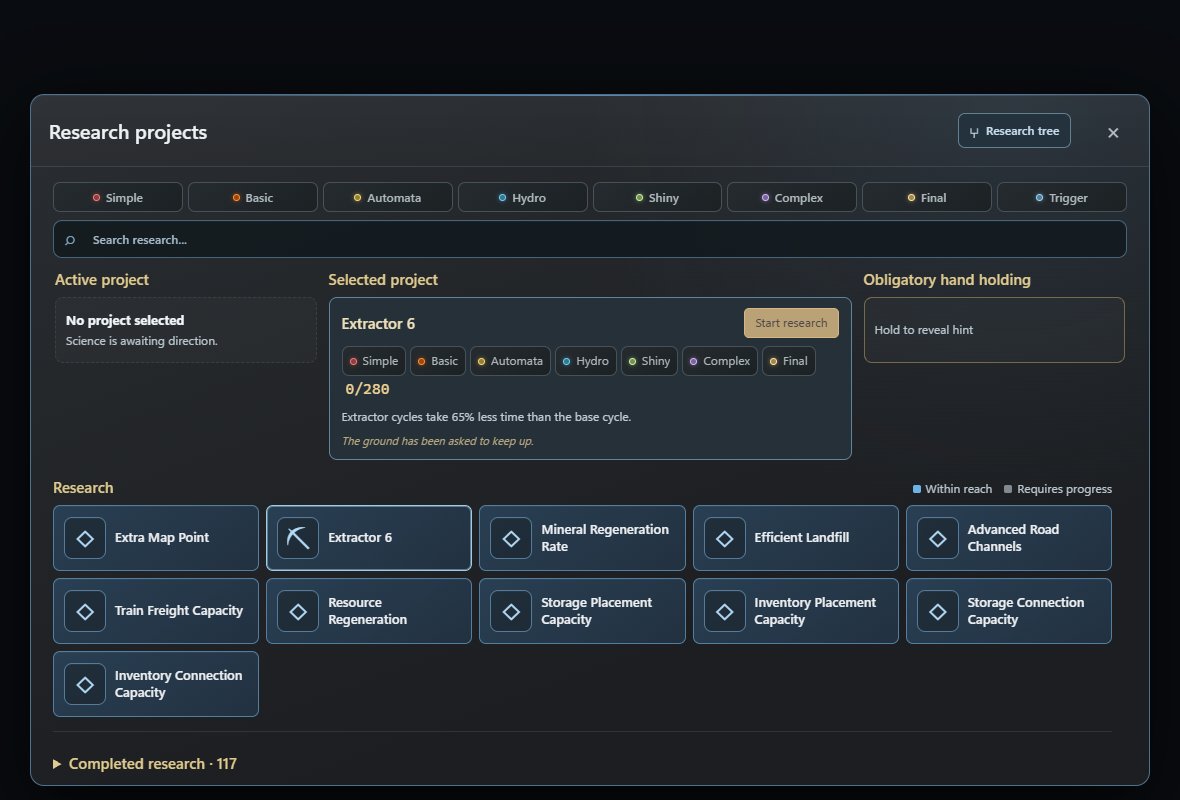 Research projects
Research tree
Simple
Basic
Automata
Hydro
Shiny
Complex
Final
Trigger
Search research...
Active project
No project selected
Science is awaiting direction.
Selected project
Extractor 6
Start research
Simple
Basic
Automata
Hydro
Shiny
Complex
Final
0/280
Extractor cycles take 65% less time than the base cycle.
The ground has been asked to keep up.
Obligatory hand holding
Hold to reveal hint
Research
Within reach
Requires progress
Extra Map Point
Extractor 6
Mineral Regeneration
Rate
Efficient Landfill
Advanced Road
Channels
Train Freight Capacity
Resource
Regeneration
Storage Placement
Capacity
Inventory Placement
Capacity
Storage Connection
Capacity
Inventory Connection
Capacity
Completed research · 117